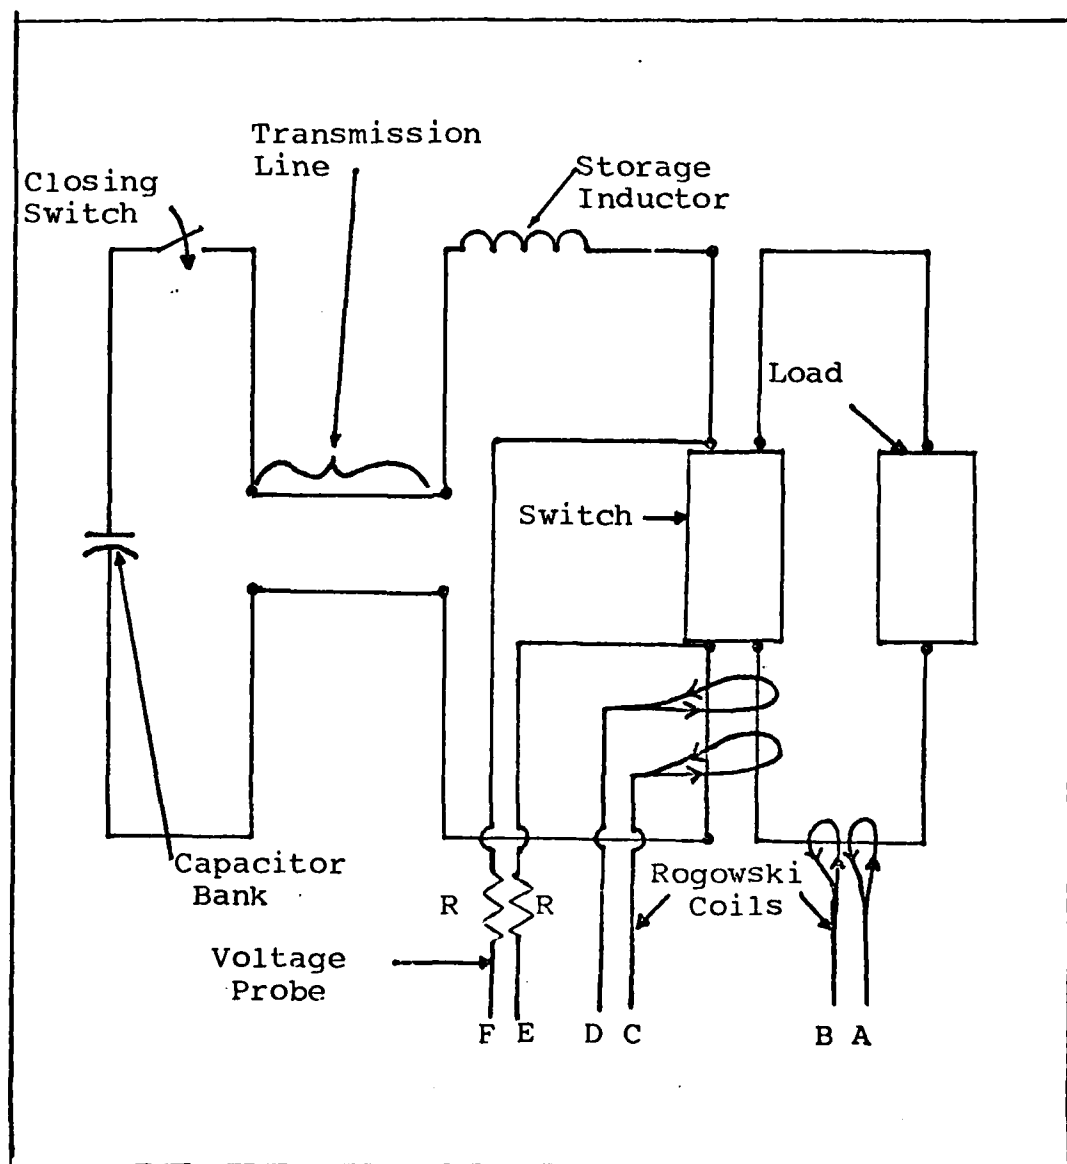 Transmission
Line
Closing
Switch
Storage
Inductor
Load
Switch
Capacitor
Bank
R
R
Rogowski
Coils
Voltage
Probe
F E D C B A